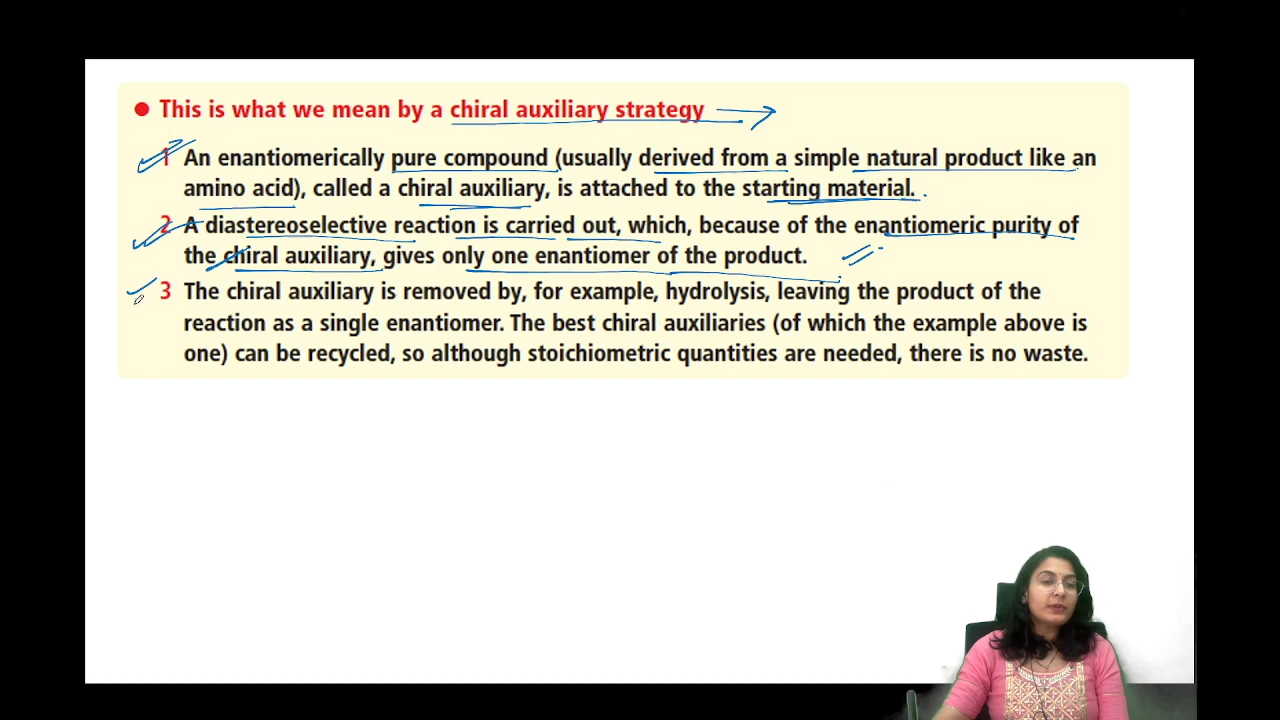 ● This is what we mean by a chiral auxiliary strategy
1 An enantiomerically pure compound (usually derived from a simple natural product like an
amino acid), called a chiral auxiliary, is attached to the starting material.
2 A diastereoselective reaction is carried out, which, because of the enantiomeric purity of
the chiral auxiliary, gives only one enantiomer of the product.
3 The chiral auxiliary is removed by, for example, hydrolysis, leaving the product of the
reaction as a single enantiomer. The best chiral auxiliaries (of which the example above is
one) can be recycled, so although stoichiometric quantities are needed, there is no waste.